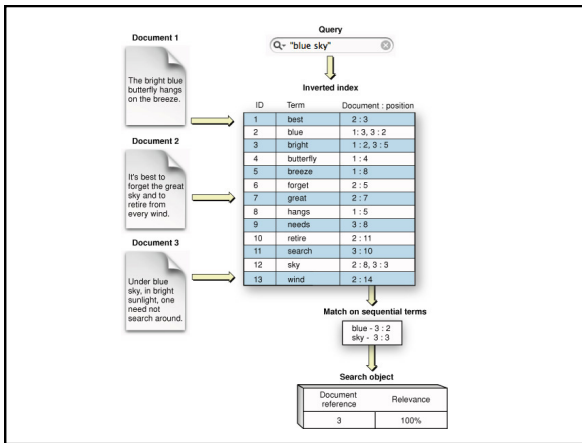 Query
"blue sky"
Document 1
The bright blue
butterfly hangs
on the breeze.
Document 2
It's best to
forget the great
sky and to
retire from
every wind.
Document 3
Under blue
sky, in bright
sunlight, one
need not
search around.
Inverted index
ID Term Document : position
1 best 2 : 3
2 blue 1: 3, 3 : 2
3 bright 1 : 2, 3 : 5
4 butterfly 1 : 4
5 breeze 1 : 8
6 forget 2 : 5
7 great 2 : 7
8 hangs 1 : 5
9 needs 3 : 8
10 retire 2 : 11
11 search 3 : 10
12 sky 2 : 8, 3 : 3
13 wind 2 : 14
Match on sequential terms
blue - 3 : 2
sky - 3 : 3
Search object
Document
reference
Relevance
3 100%